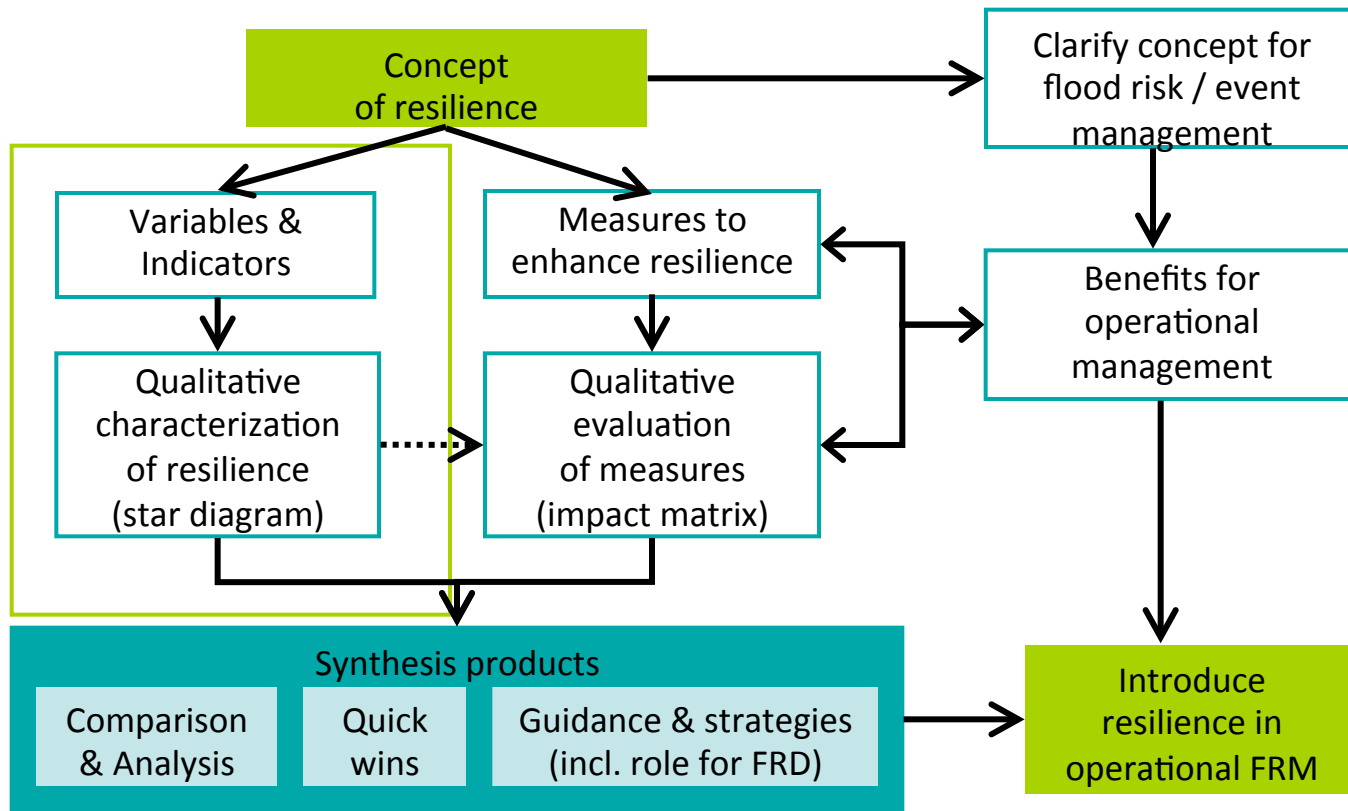 Concept
of resilience
Clarify concept for
flood risk / event
management
Variables &
Indicators
Measures to
enhance resilience
Benefits for
operational
management
Qualitative
characterization
of resilience
(star diagram)
Qualitative
evaluation
of measures
(impact matrix)
Synthesis products
Comparison
& Analysis
Quick
wins
Guidance & strategies
(incl. role for FRD)
Introduce
resilience in
operational FRM